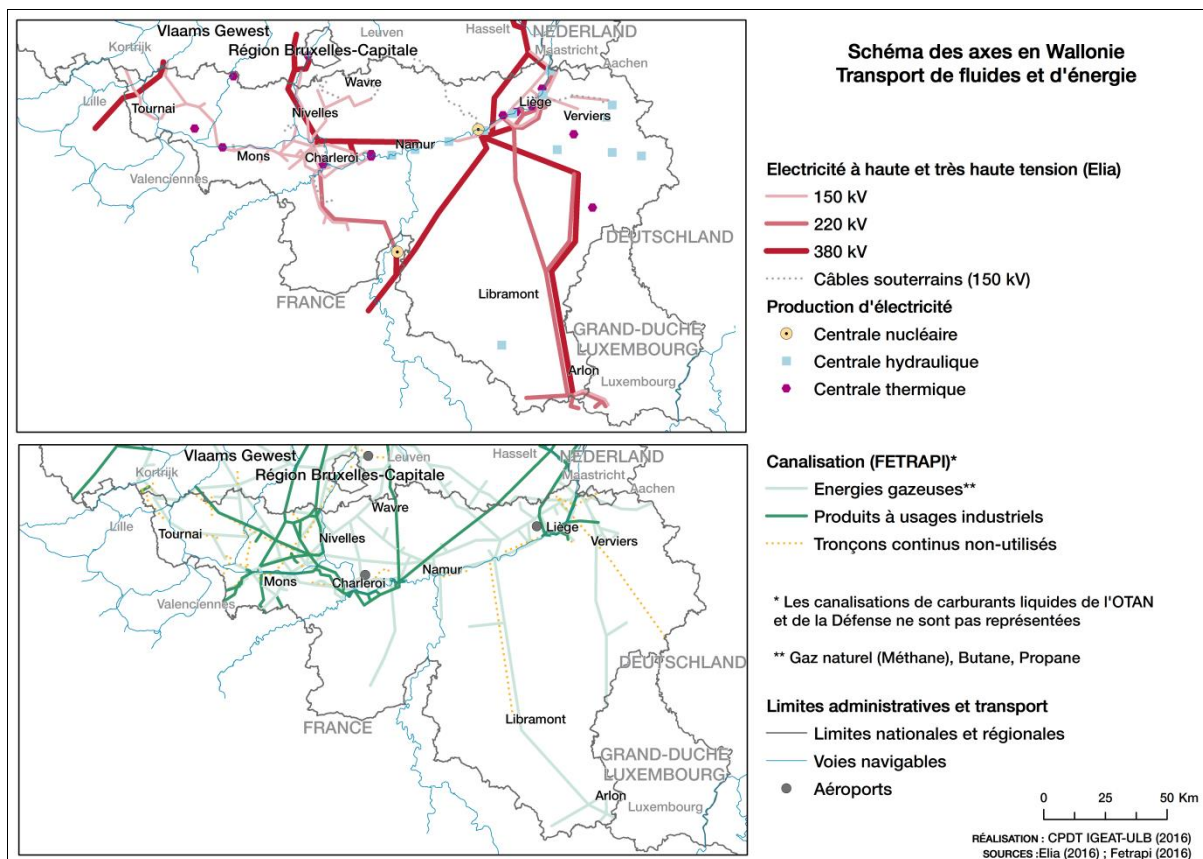 Vlaams Gewest
Leuven
Hasselt
NEDERLAND
Kortrijk
Région Bruxelles-Capitale
Maastricht
Aachen
Wavre
Lille
Tournai
Nivelles
Liège
Verviers
Namur
Mons
Charleroi
Valenciennes
DEUTSCHLAND
FRANCE
Libramont
GRAND-DUCHÉ
LUXEMBOURG
Arlon
Luxembourg
Vlaams Gewest
Leuven
Hasselt
NEDERLAND
Kortrijk
Région Bruxelles-Capitale
Maastricht
Aachen
Wavre
Lille
Tournai
Nivelles
Liège
Verviers
Namur
Mons
Charleroi
Valenciennes
DEUTSCHLAND
FRANCE
Libramont
GRAND-DUCHÉ
LUXEMBOURG
Arlon
Luxembourg
Schéma des axes en Wallonie
Transport de fluides et d'énergie
Electricité à haute et très haute tension (Elia)
150 kV
220 kV
380 kV
Câbles souterrains (150 kV)
Production d'électricité
Centrale nucléaire
Centrale hydraulique
Centrale thermique
Canalisation (FETRAPI)*
Energies gazeuses**
Produits à usages industriels
Tronçons continus non-utilisés
* Les canalisations de carburants liquides de l'OTAN
et de la Défense ne sont pas représentées
** Gaz naturel (Méthane), Butane, Propane
Limites administratives et transport
Limites nationales et régionales
Voies navigables
Aéroports
0 25 50 Km
RÉALISATION : CPDT IGEAT-ULB (2016)
SOURCES :Elia (2016) ; Fetrapi (2016)